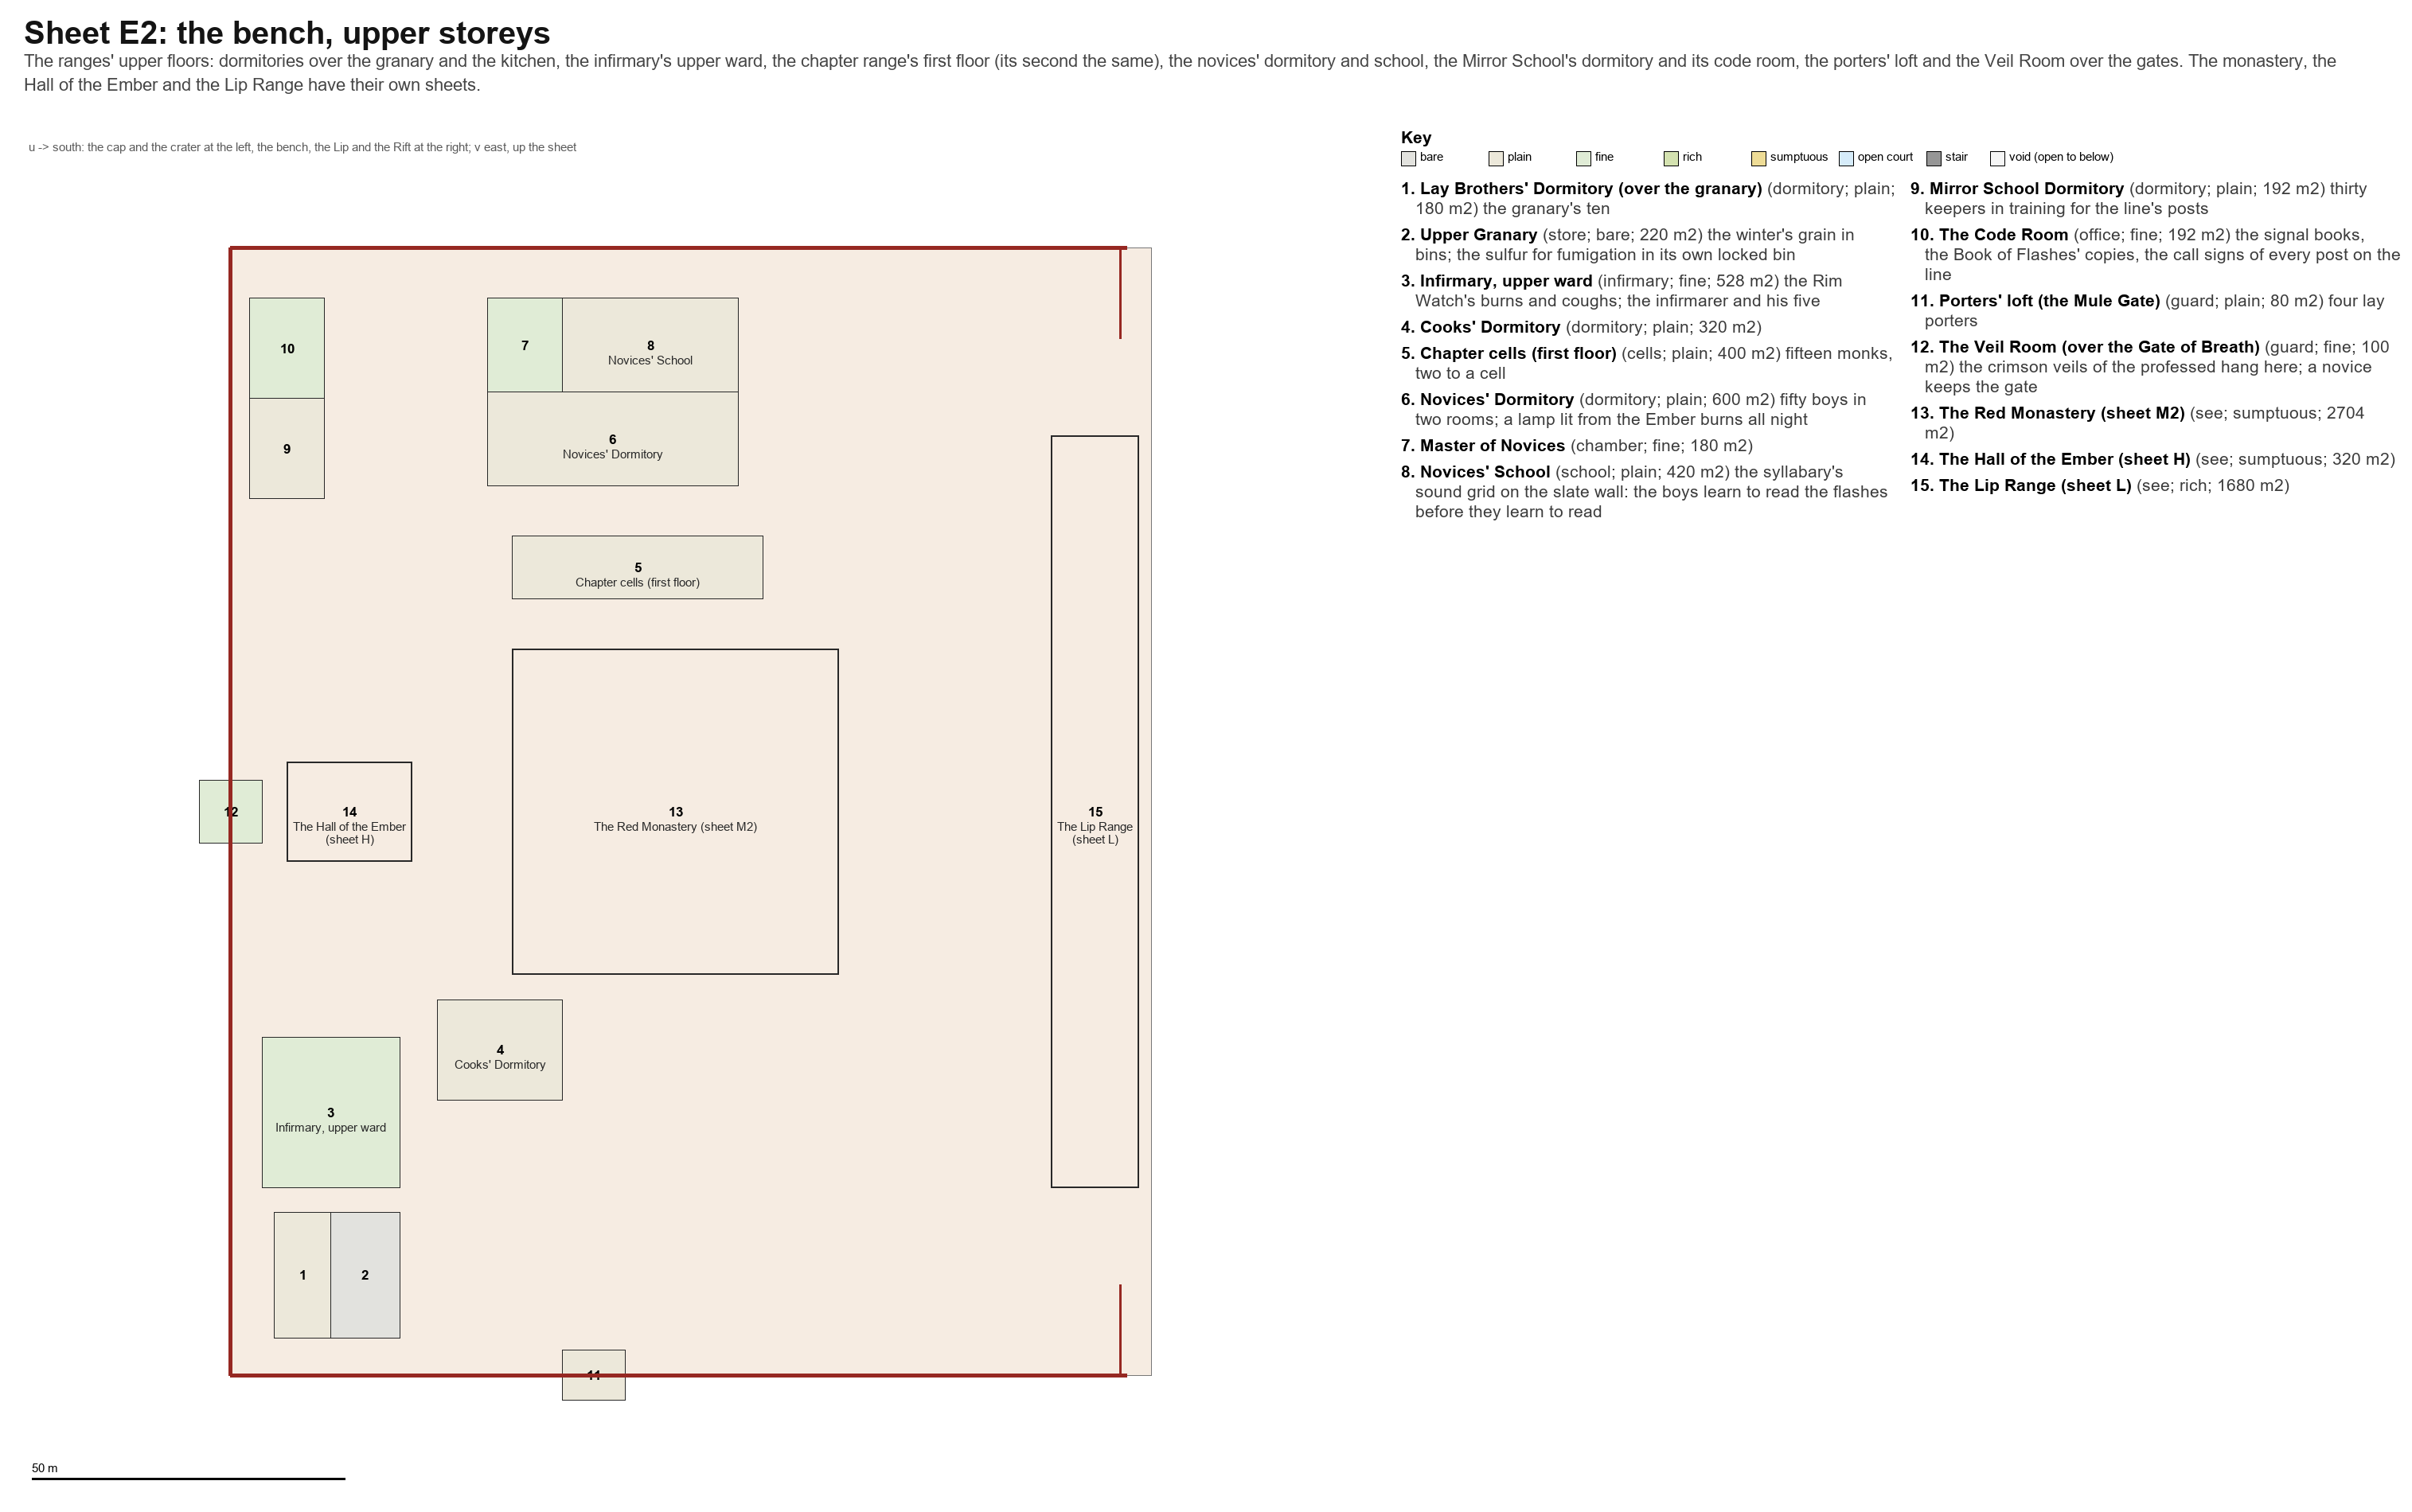 Sheet E2: the bench, upper storeys
The ranges' upper floors: dormitories over the granary and the kitchen, the infirmary's upper ward, the chapter range's first floor (its second the same), the novices' dormitory and school, the Mirror School's dormitory and its code room, the porters' loft and the Veil Room over the gates. The monastery, the
Hall of the Ember and the Lip Range have their own sheets.
u -> south: the cap and the crater at the left, the bench, the Lip and the Rift at the right; v east, up the sheet
10
9
7
8
Novices' School
6
Novices' Dormitory
5
Chapter cells (first floor)
12
14
The Hall of the Ember
(sheet H)
13
The Red Monastery (sheet M2)
15
The Lip Range
(sheet L)
4
Cooks' Dormitory
3
Infirmary, upper ward
1
2
11
50 m
Key
bare
plain
fine
rich
sumptuous
open court
stair
void (open to below)
1. Lay Brothers' Dormitory (over the granary) (dormitory; plain;
180 m2) the granary's ten
2. Upper Granary (store; bare; 220 m2) the winter's grain in
bins; the sulfur for fumigation in its own locked bin
3. Infirmary, upper ward (infirmary; fine; 528 m2) the Rim
Watch's burns and coughs; the infirmarer and his five
4. Cooks' Dormitory (dormitory; plain; 320 m2)
5. Chapter cells (first floor) (cells; plain; 400 m2) fifteen monks,
two to a cell
6. Novices' Dormitory (dormitory; plain; 600 m2) fifty boys in
two rooms; a lamp lit from the Ember burns all night
7. Master of Novices (chamber; fine; 180 m2)
8. Novices' School (school; plain; 420 m2) the syllabary's
sound grid on the slate wall: the boys learn to read the flashes
before they learn to read
9. Mirror School Dormitory (dormitory; plain; 192 m2) thirty
keepers in training for the line's posts
10. The Code Room (office; fine; 192 m2) the signal books,
the Book of Flashes' copies, the call signs of every post on the
line
11. Porters' loft (the Mule Gate) (guard; plain; 80 m2) four lay
porters
12. The Veil Room (over the Gate of Breath) (guard; fine; 100
m2) the crimson veils of the professed hang here; a novice
keeps the gate
13. The Red Monastery (sheet M2) (see; sumptuous; 2704
m2)
14. The Hall of the Ember (sheet H) (see; sumptuous; 320 m2)
15. The Lip Range (sheet L) (see; rich; 1680 m2)